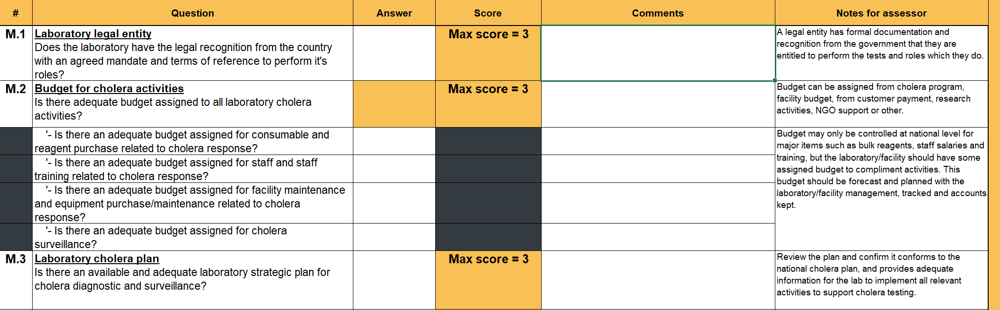 # Question Answer Score Comments Notes for assessor
M.1 Laboratory legal entity
Does the laboratory have the legal recognition from the country
with an agreed mandate and terms of reference to perform it's
roles?
Max score = 3
A legal entity has formal documentation and
recognition from the government that they are
entitled to perform the tests and roles which they do.
M.2 Budget for cholera activities
Is there adequate budget assigned to all laboratory cholera
activities?
Max score = 3
Budget can be assigned from cholera program,
facility budget, from customer payment, research
activities, NGO support or other.
'- Is there an adequate budget assigned for consumable and
reagent purchase related to cholera response?
'- Is there an adequate budget assigned for staff and staff
training related to cholera response?
'- Is there an adequate budget assigned for facility maintenance
and equipment purchase/maintenance related to cholera
response?
'- Is there an adequate budget assigned for cholera
surveillance?
Budget may only be controlled at national level for
major items such as bulk reagents, staff salaries and
training, but the laboratory/facility should have some
assigned budget to compliment activities. This
budget should be forecast and planned with the
laboratory/facility management, tracked and accounts
kept.
M.3 Laboratory cholera plan
Is there an available and adequate laboratory strategic plan for
cholera diagnostic and surveillance?
Max score = 3
Review the plan and confirm it conforms to the
national cholera plan, and provides adequate
information for the lab to implement all relevant
activities to support cholera testing.